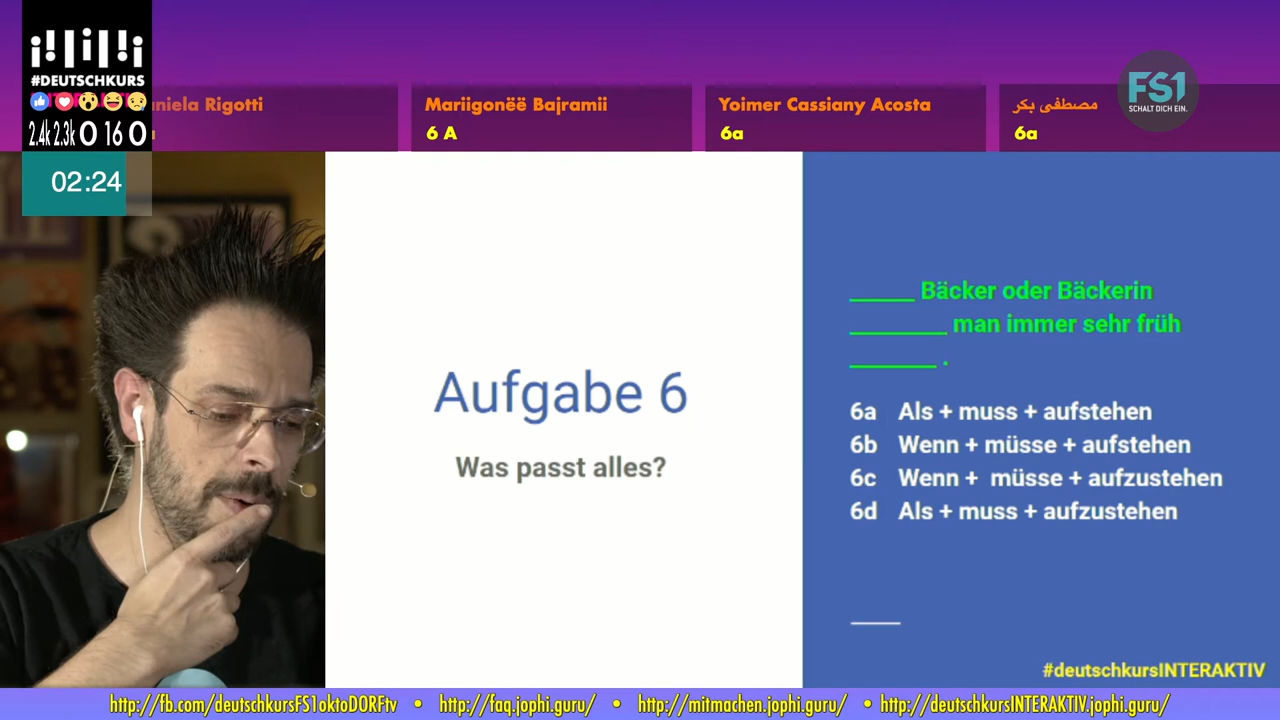 #DEUTSCHKURS
2.4k 2.3k 0 16 0
02:24
niela Rigotti
Mariigonëë Bajramii
6 A
Yoimer Cassiany Acosta
6a
مصطفى بكر
6a
FS1
SCHALT DICH EIN.
Aufgabe 6
Was passt alles?
_____ Bäcker oder Bäckerin
_______ man immer sehr früh
_______ .
6a Als + muss + aufstehen
6b Wenn + müsse + aufstehen
6c Wenn + müsse + aufzustehen
6d Als + muss + aufzustehen
#deutschkursINTERAKTIV
http://fb.com/deutschkursFS1oktoDORFtv • http://faq.jophi.guru/ • http://mitmachen.jophi.guru/ • http://deutschINTERAKTIV.jophi.guru/